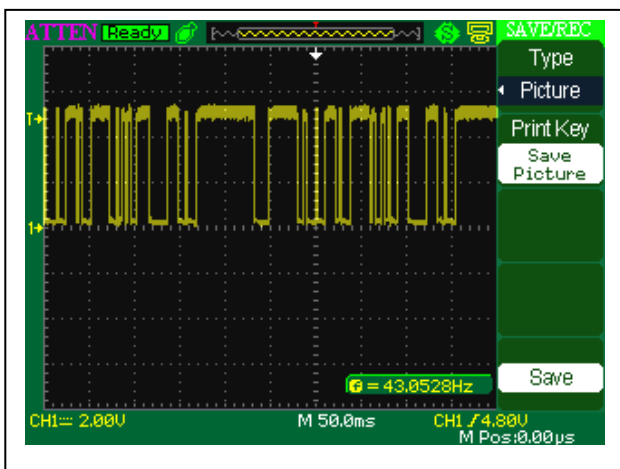 ATTEN Ready SAVE/REC
Type
Picture
Print Key
Save
Picture
T
1
f = 43.0528Hz
Save
CH1 2.00V M 50.0ms CH1 4.80V
M Pos:0.00μs